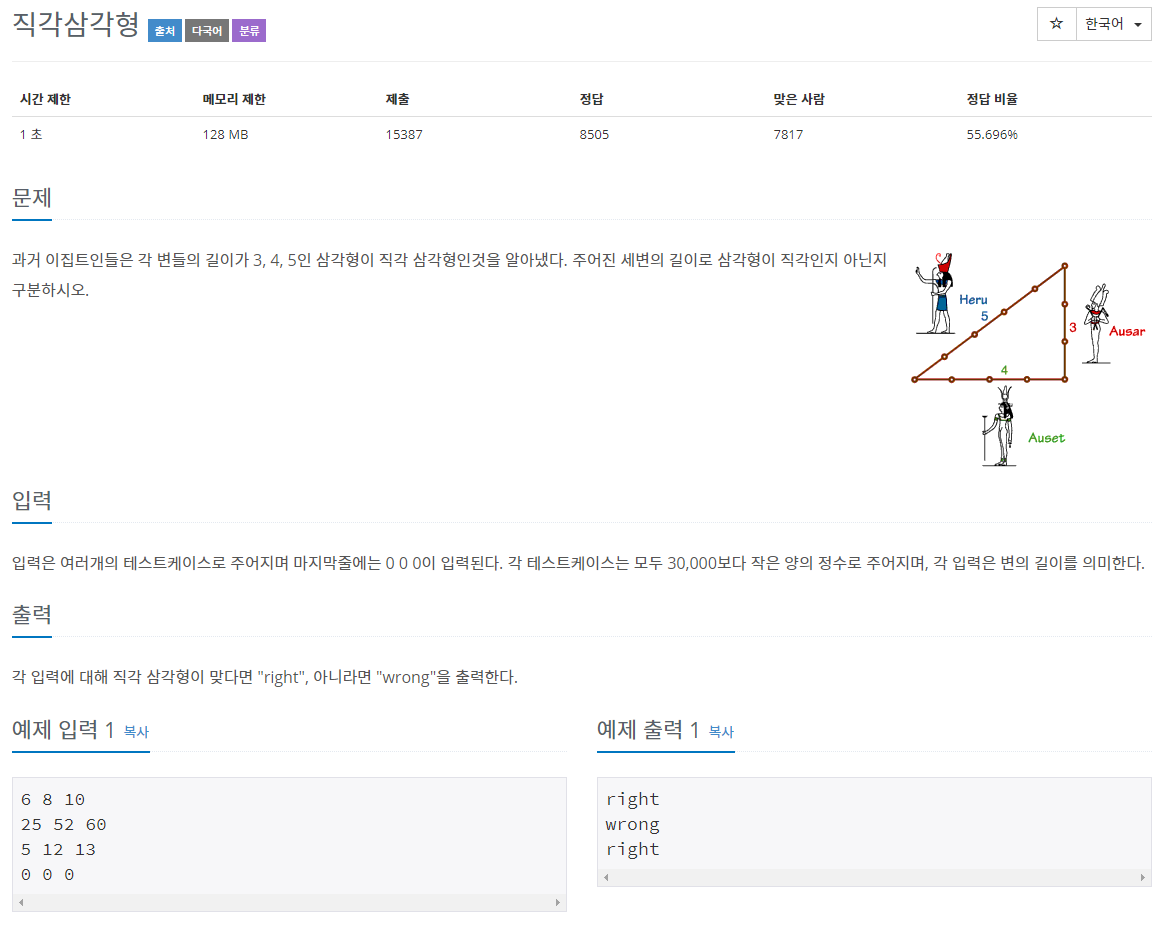 직각삼각형 출처 다국어 분류
☆ 한국어
시간 제한 메모리 제한 제출 정답 맞은 사람 정답 비율
1 초 128 MB 15387 8505 7817 55.696%
문제
과거 이집트인들은 각 변들의 길이가 3, 4, 5인 삼각형이 직각 삼각형인것을 알아냈다. 주어진 세변의 길이로 삼각형이 직각인지 아닌지
구분하시오.
Heru
5
3
Ausar
4
Auset
입력
입력은 여러개의 테스트케이스로 주어지며 마지막줄에는 0 0 0이 입력된다. 각 테스트케이스는 모두 30,000보다 작은 양의 정수로 주어지며, 각 입력은 변의 길이를 의미한다.
출력
각 입력에 대해 직각 삼각형이 맞다면 "right", 아니라면 "wrong"을 출력한다.
예제 입력 1 복사
6 8 10
25 52 60
5 12 13
0 0 0
예제 출력 1 복사
right
wrong
right